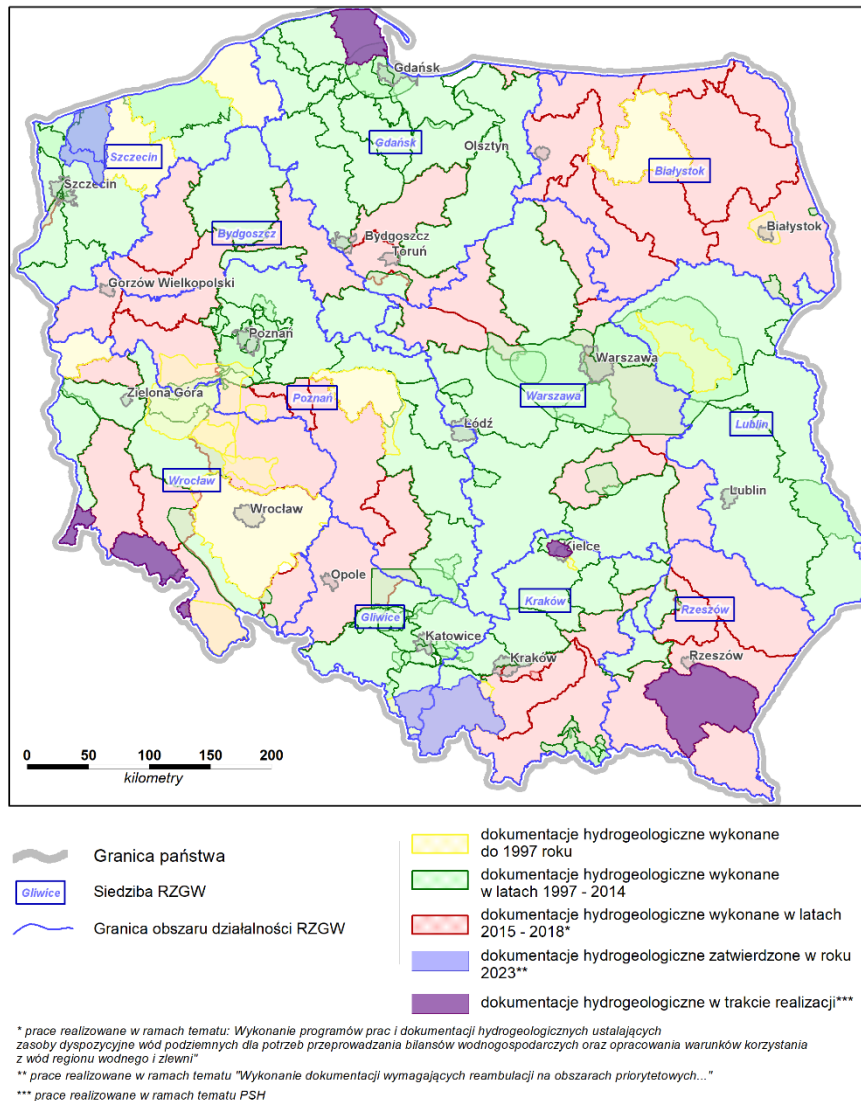 Gdańsk
Gdańsk
Olsztyn
Szczecin
Białystok
Szczecin
Białystok
Bydgoszcz
Bydgoszcz
Toruń
Gorzów Wielkopolski
Poznań
Warszawa
Zielona Góra
Poznań
Warszawa
Łódź
Lublin
Wrocław
Lublin
Wrocław
Kielce
Opole
Kraków
Rzeszów
Gliwice
Katowice
Kraków
Rzeszów
0 50 100 150 200
kilometry
Granica państwa
Gliwice
Siedziba RZGW
Granica obszaru działalności RZGW
dokumentacje hydrogeologiczne wykonane
do 1997 roku
dokumentacje hydrogeologiczne wykonane
w latach 1997 - 2014
dokumentacje hydrogeologiczne wykonane w latach
2015 - 2018*
dokumentacje hydrogeologiczne zatwierdzone w roku
2023**
dokumentacje hydrogeologiczne w trakcie realizacji***
* prace realizowane w ramach tematu: Wykonanie programów prac i dokumentacji hydrogeologicznych ustalających
zasoby dyspozycyjne wód podziemnych dla potrzeb przeprowadzania bilansów wodnogospodarczych oraz opracowania warunków korzystania
z wód regionu wodnego i zlewni"
** prace realizowane w ramach tematu "Wykonanie dokumentacji wymagających reambulacji na obszarach priorytetowych..."
*** prace realizowane w ramach tematu PSH